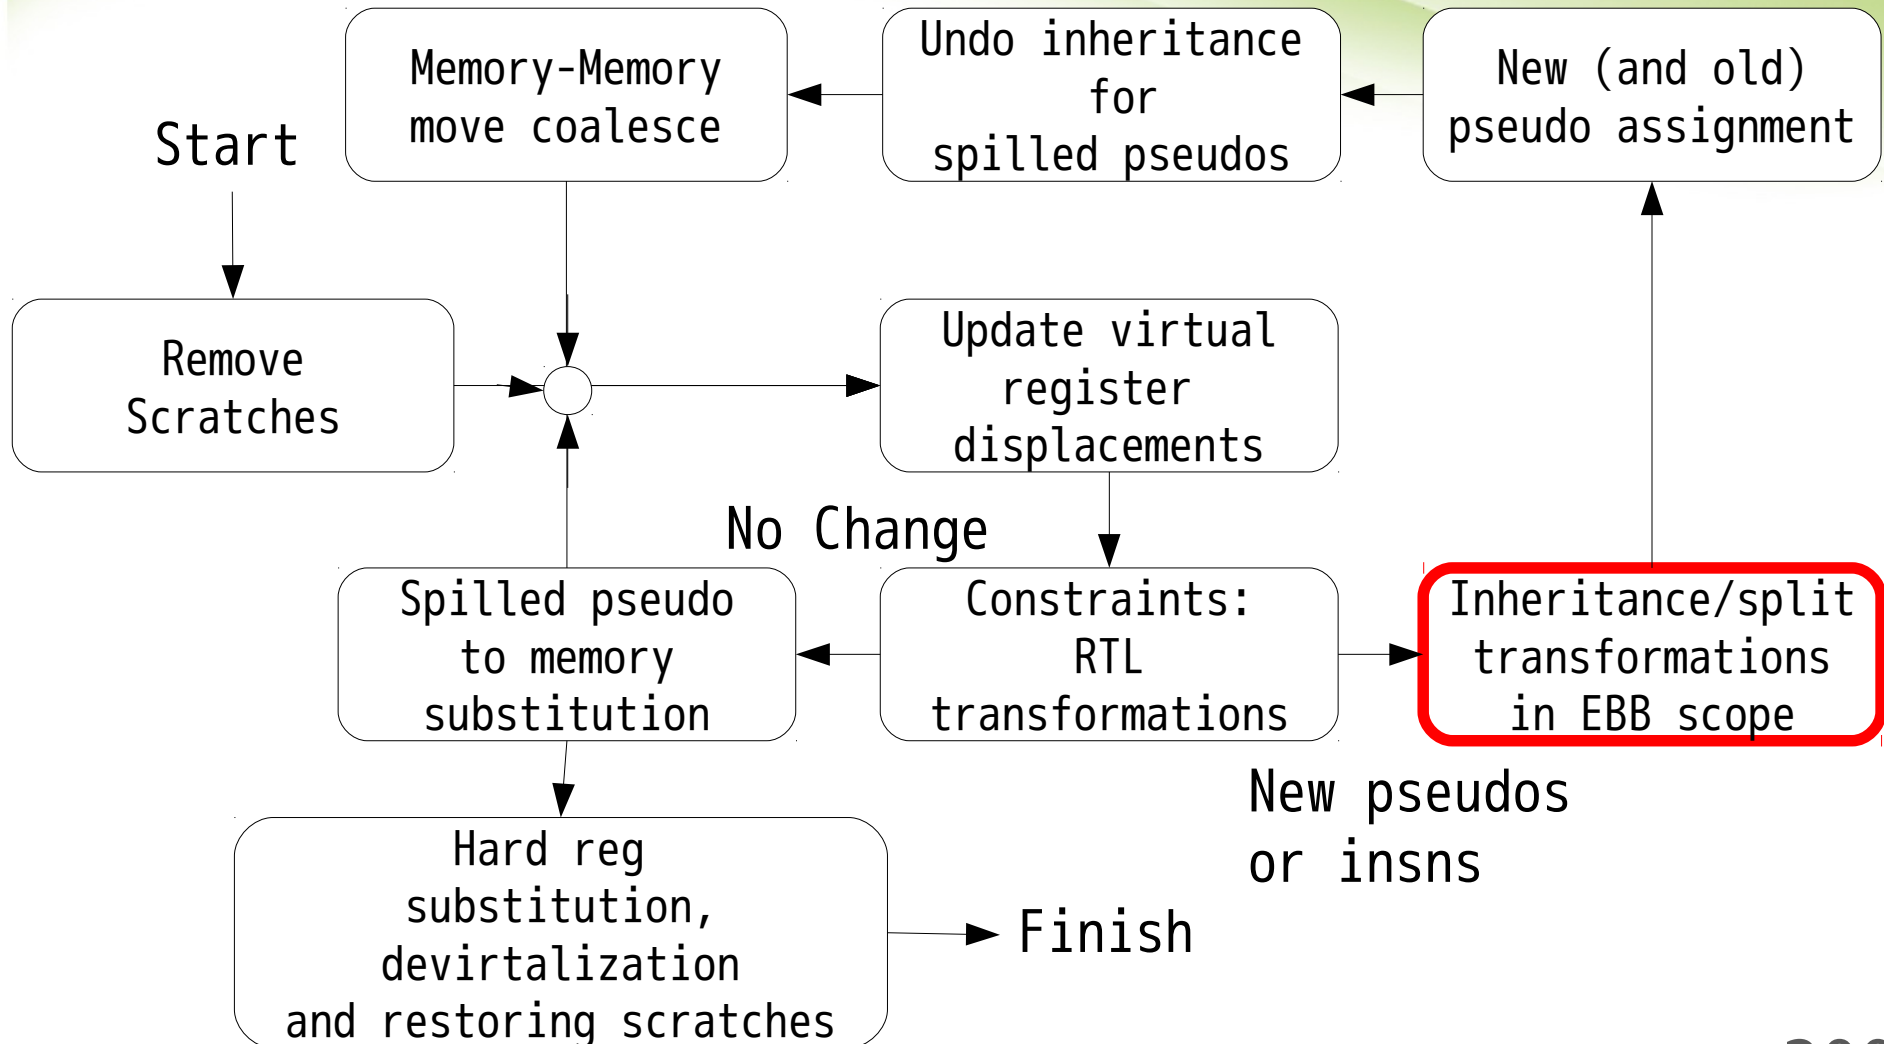 Memory-Memory
move coalesce
Undo inheritance
for
spilled pseudos
New (and old)
pseudo assignment
Start
Remove
Scratches
Update virtual
register
displacements
No Change
Spilled pseudo
to memory
substitution
Constraints:
RTL
transformations
Inheritance/split
transformations
in EBB scope
New pseudos
or insns
Hard reg
substitution,
devirtalization
and restoring scratches
Finish